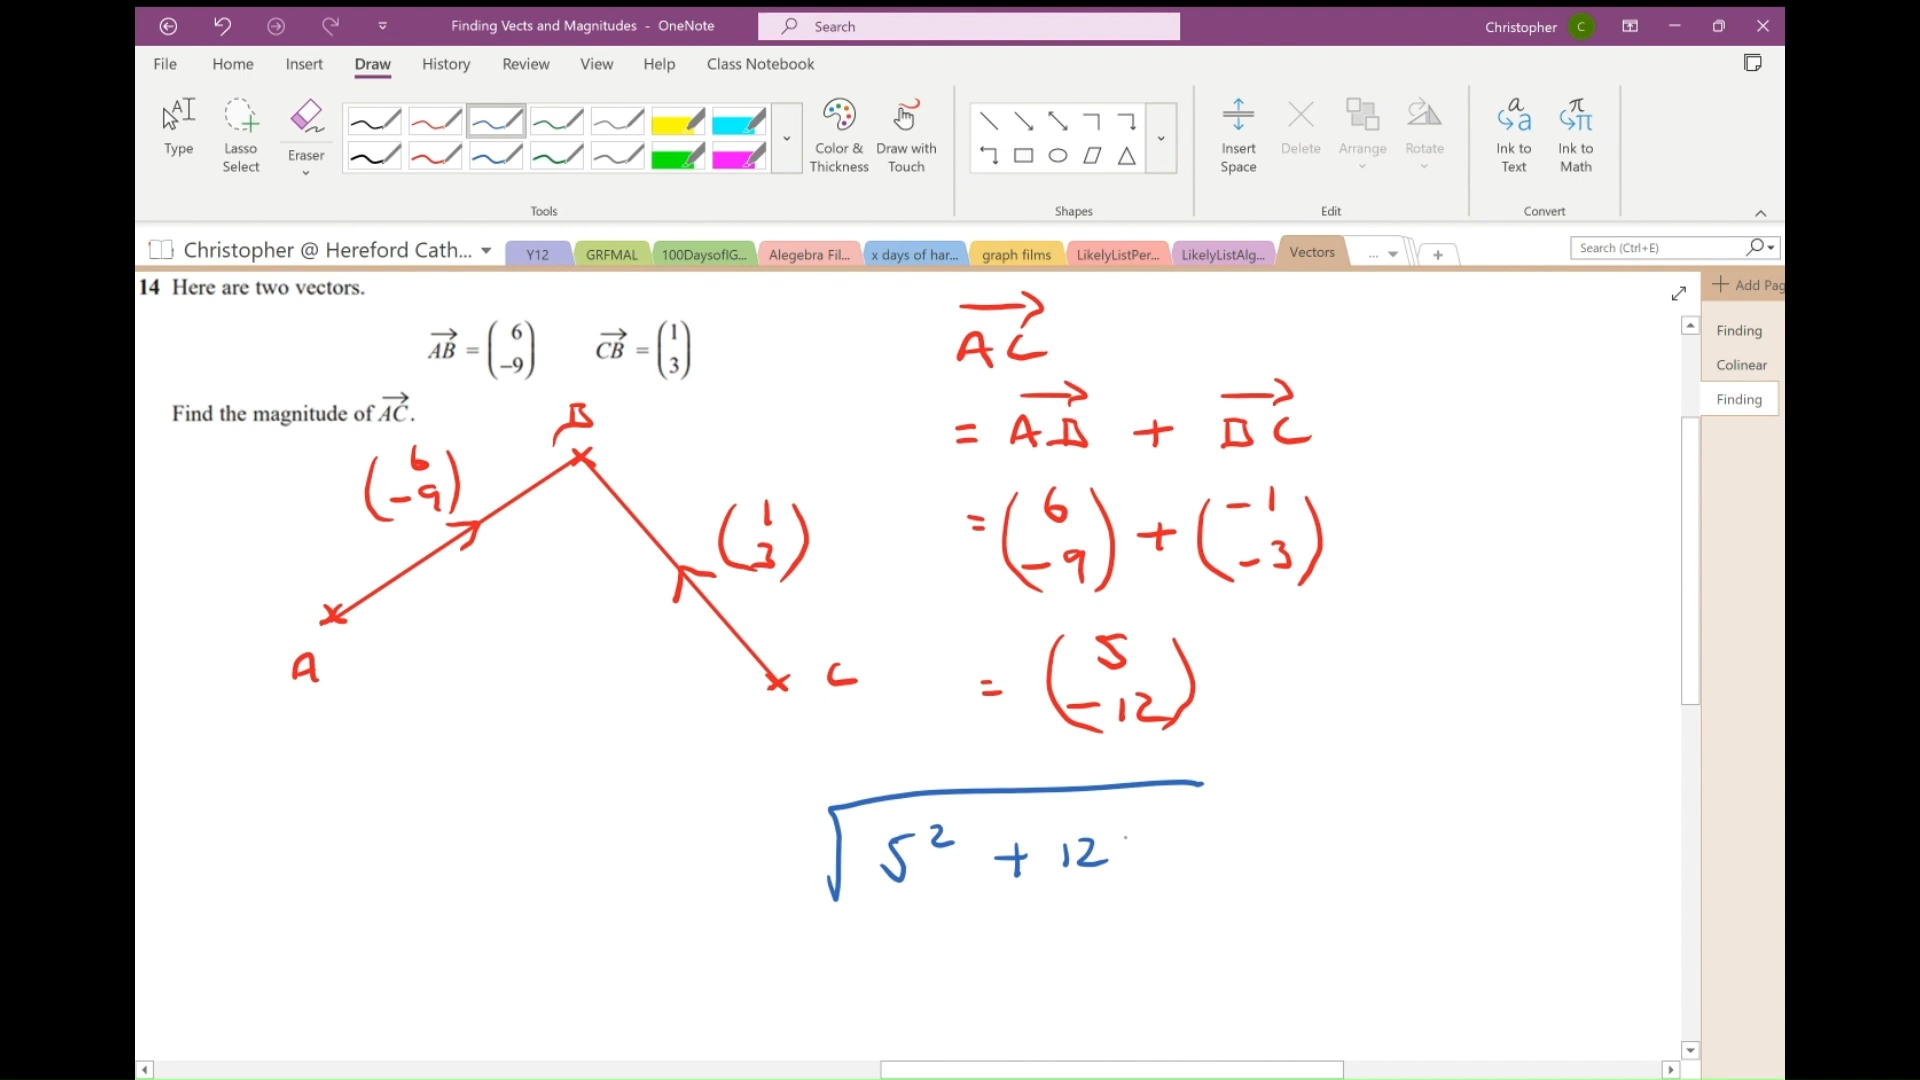 Finding Vects and Magnitudes - OneNote
Search
Christopher
C
File Home Insert Draw History Review View Help Class Notebook
Type
Lasso Select
Eraser
Color & Thickness
Draw with Touch
Insert Space
Delete
Arrange
Rotate
a a Ink to Text
π π Ink to Math
Tools
Shapes
Edit
Convert
Christopher @ Hereford Cath...
Y12
GRFMAL
100DaysofIG...
Alegebra Fil...
x days of har...
graph films
LikelyListPer...
LikelyListAlg...
Vectors
...
+
Search (Ctrl+E)
Add Pag
Finding
Colinear
Finding
14 Here are two vectors.
AB→ = (6 -9) CB→ = (1 3)
Find the magnitude of AC→.
B
(6 -9)
(1 3)
A
C
AC→
= AB→ + BC→
= (6 -9) + (-1 -3)
= (5 -12)
√5² + 12